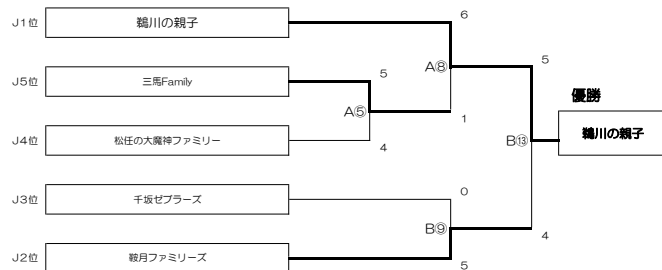 J1位 鵜川の親子 6
A⑧ 5
J5位 三馬Family 5
優勝
A⑤ 1
鵜川の親子
J4位 松任の大魔神ファミリー 4
B⑬
J3位 千坂ゼブラーズ 0
B⑨ 4
J2位 鞍月ファミリーズ 5